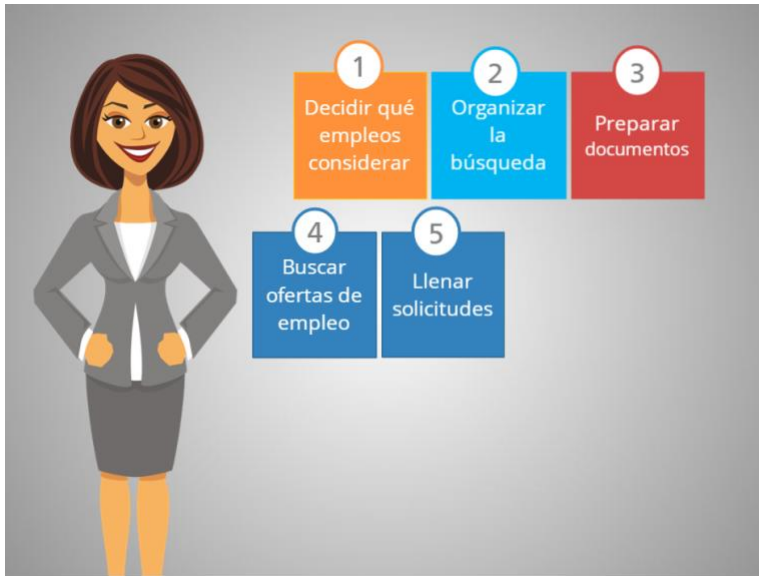 1
Decidir qué
empleos
considerar
2
Organizar
la
búsqueda
3
Preparar
documentos
4
Buscar
ofertas de
empleo
5
Llenar
solicitudes